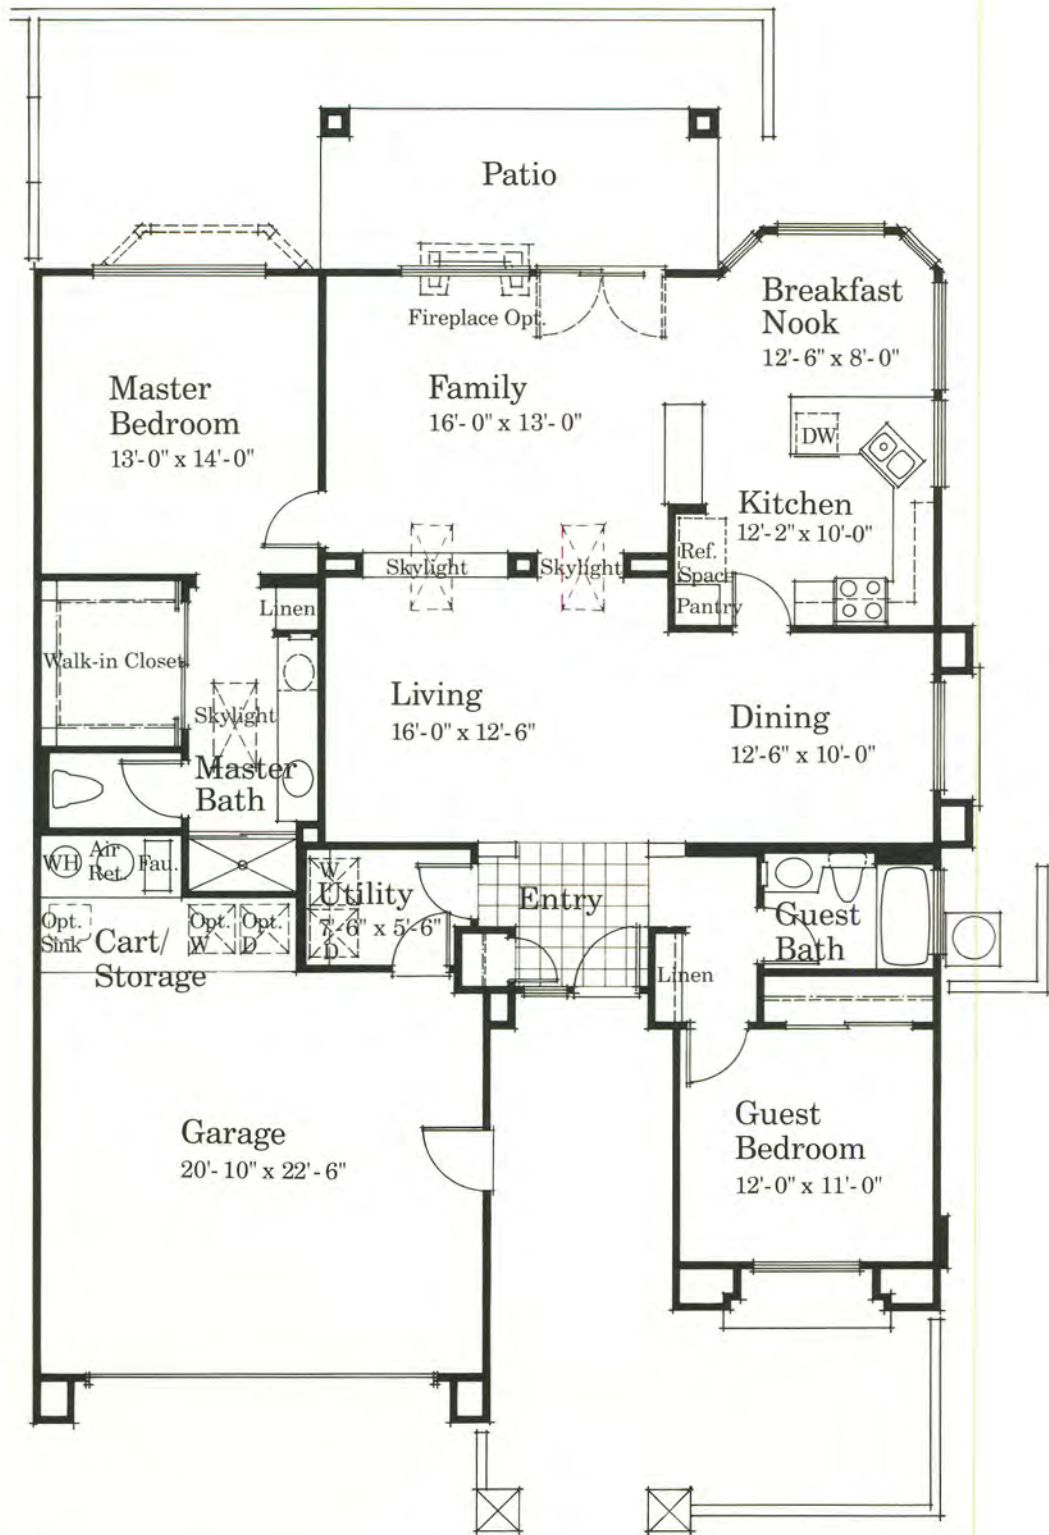 Patio
Breakfast
Nook
12'-6" x 8'-0"
Fireplace Opt.
Master
Bedroom
13'-0" x 14'-0"
Family
16'-0" x 13'-0"
DW
Kitchen
12'-2" x 10'-0"
Ref.
Space
Pantry
Skylight
Skylight
Linen
Walk-in Closet
Skylight
Master
Bath
Living
16'-0" x 12'-6"
Dining
12'-6" x 10'-0"
WH
Air
Ret.
Fau.
W
Utility
7'-6" x 5'-6"
D
Entry
Guest
Bath
Opt.
Sink
Cart/
Storage
Opt.
W
Opt.
D
Linen
Garage
20'-10" x 22'-6"
Guest
Bedroom
12'-0" x 11'-0"